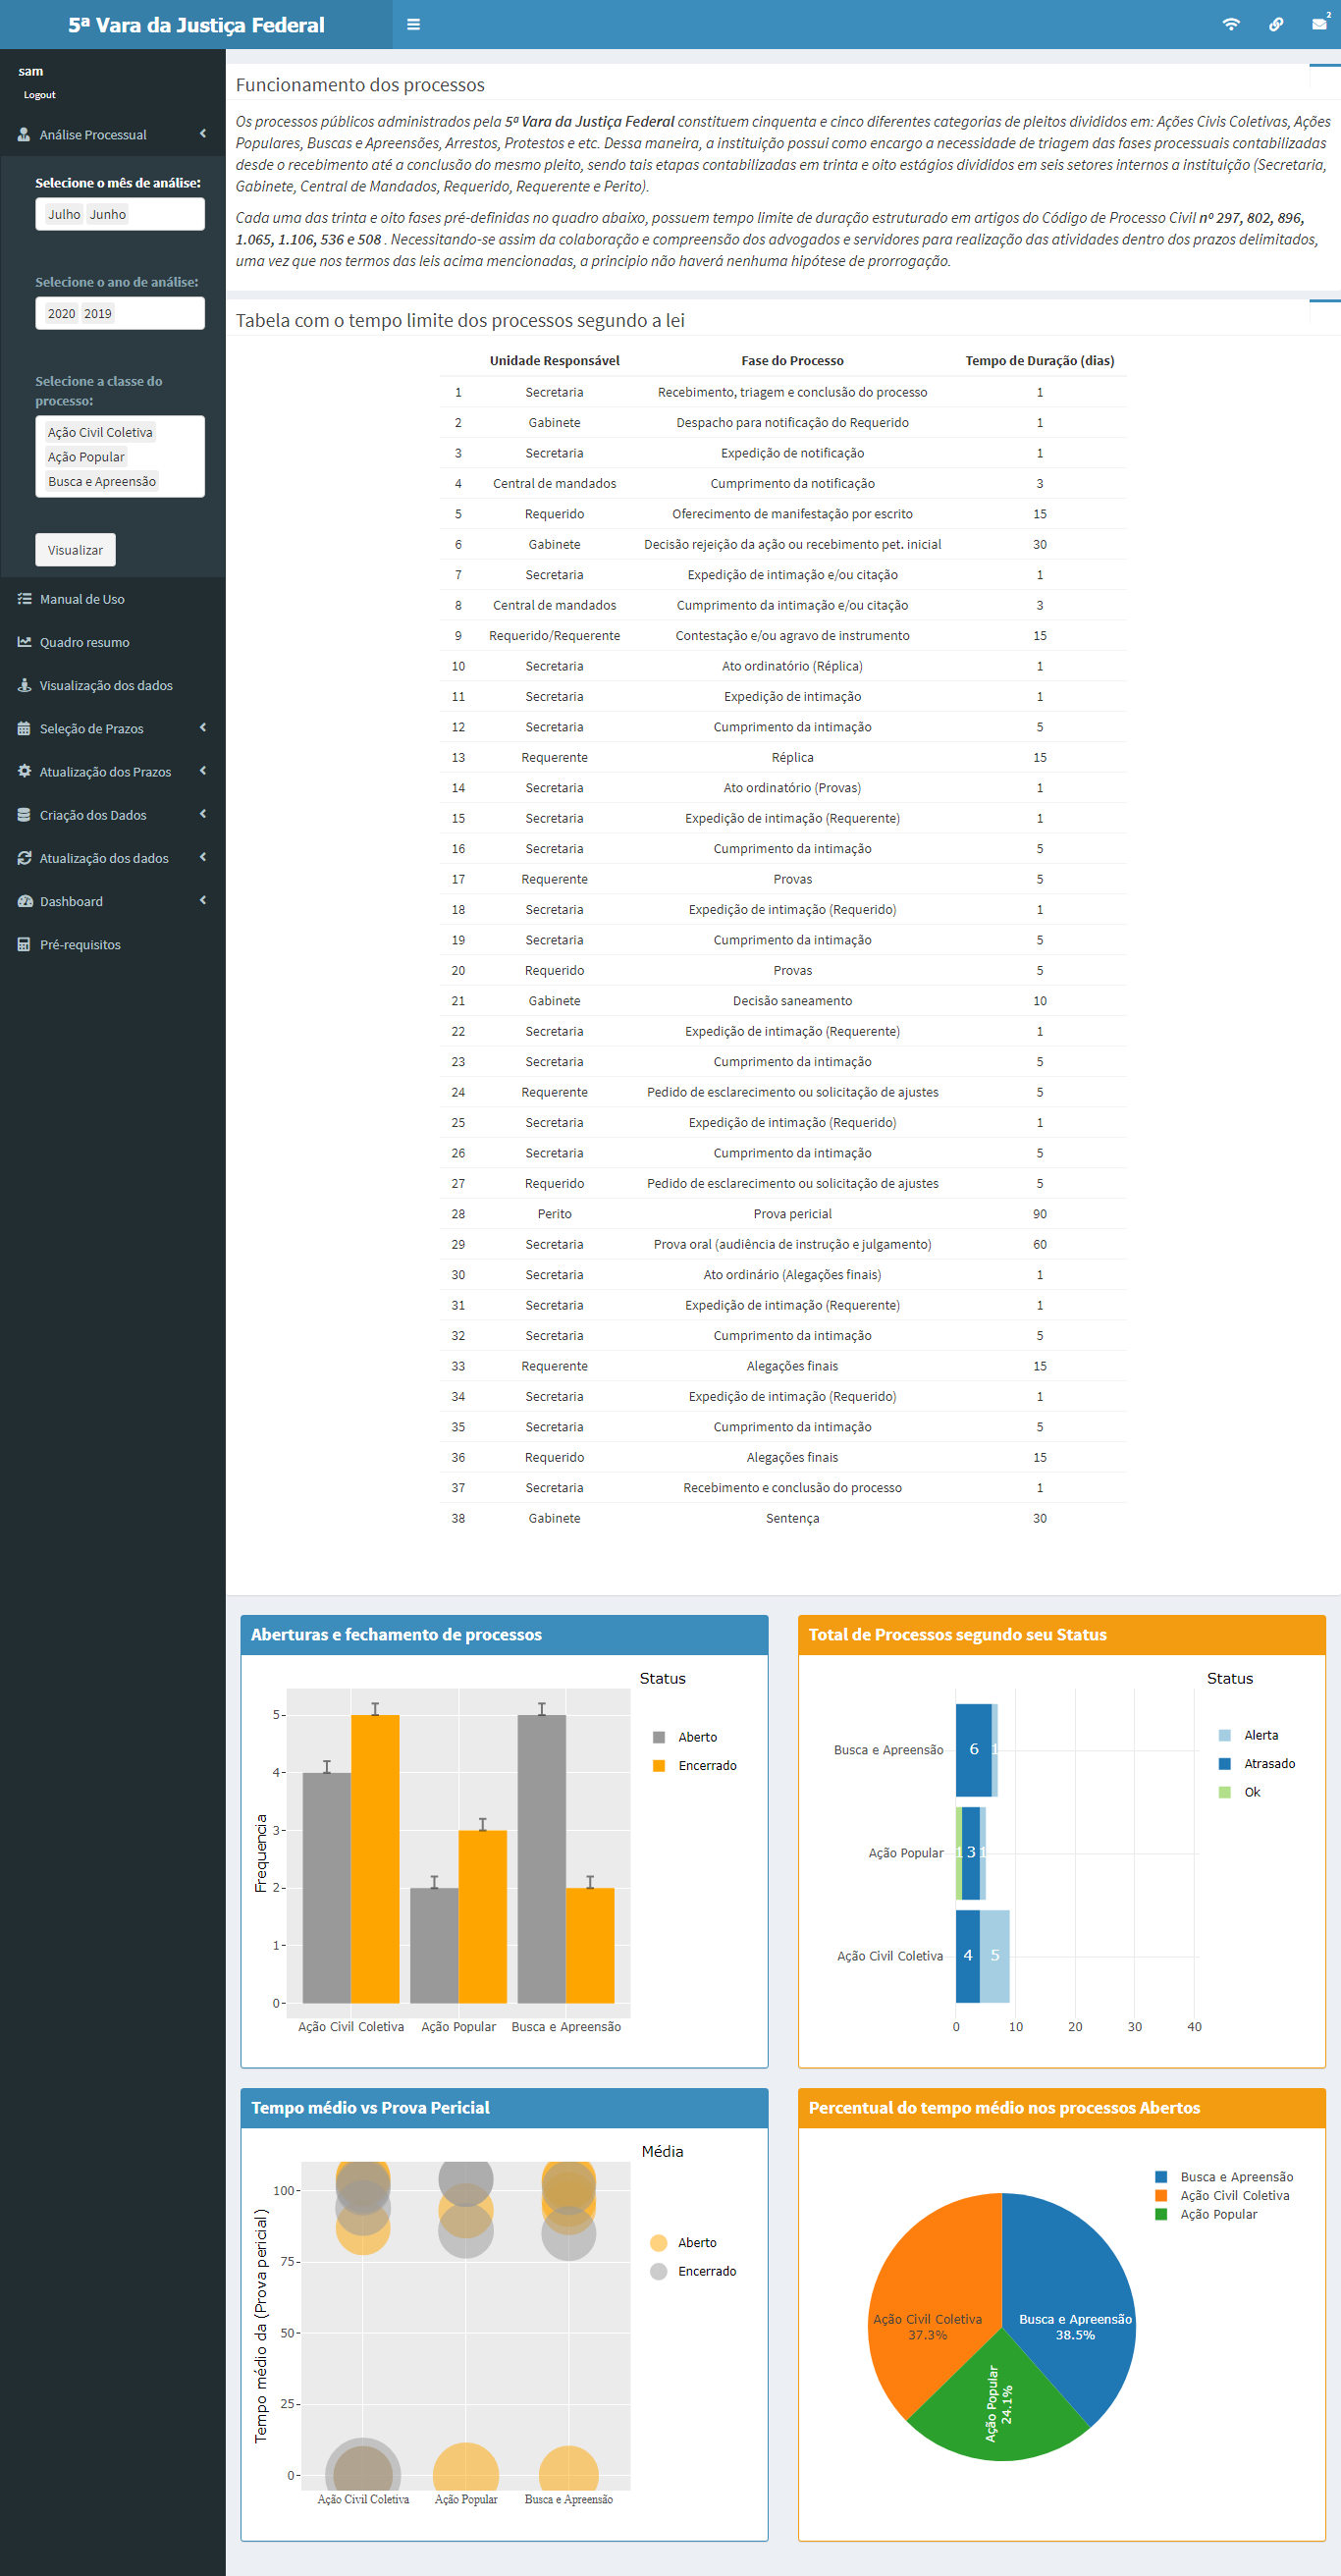 5ª Vara da Justiça Federal
2
sam
Logout
Análise Processual
Selecione o mês de análise:
Julho Junho
Selecione o ano de análise:
2020 2019
Selecione a classe do
processo:
Ação Civil Coletiva
Ação Popular
Busca e Apreensão
Visualizar
Manual de Uso
Quadro resumo
Visualização dos dados
Seleção de Prazos
Atualização dos Prazos
Criação dos Dados
Atualização dos dados
Dashboard
Pré-requisitos
Funcionamento dos processos
Os processos públicos administrados pela 5ª Vara da Justiça Federal constituem cinquenta e cinco diferentes categorias de pleitos divididos em: Ações Civis Coletivas, Ações
Populares, Buscas e Apreensões, Arrestos, Protestos e etc. Dessa maneira, a instituição possui como encargo a necessidade de triagem das fases processuais contabilizadas
desde o recebimento até a conclusão do mesmo pleito, sendo tais etapas contabilizadas em trinta e oito estágios divididos em seis setores internos a instituição (Secretaria,
Gabinete, Central de Mandados, Requerido, Requerente e Perito).
Cada uma das trinta e oito fases pré-definidas no quadro abaixo, possuem tempo limite de duração estruturado em artigos do Código de Processo Civil nº 297, 802, 896,
1.065, 1.106, 536 e 508 . Necessitando-se assim da colaboração e compreensão dos advogados e servidores para realização das atividades dentro dos prazos delimitados,
uma vez que nos termos das leis acima mencionadas, a principio não haverá nenhuma hipótese de prorrogação.
Tabela com o tempo limite dos processos segundo a lei
Unidade Responsável Fase do Processo Tempo de Duração (dias)
1 Secretaria Recebimento, triagem e conclusão do processo 1
2 Gabinete Despacho para notificação do Requerido 1
3 Secretaria Expedição de notificação 1
4 Central de mandados Cumprimento da notificação 3
5 Requerido Oferecimento de manifestação por escrito 15
6 Gabinete Decisão rejeição da ação ou recebimento pet. inicial 30
7 Secretaria Expedição de intimação e/ou citação 1
8 Central de mandados Cumprimento da intimação e/ou citação 3
9 Requerido/Requerente Contestação e/ou agravo de instrumento 15
10 Secretaria Ato ordinatório (Réplica) 1
11 Secretaria Expedição de intimação 1
12 Secretaria Cumprimento da intimação 5
13 Requerente Réplica 15
14 Secretaria Ato ordinatório (Provas) 1
15 Secretaria Expedição de intimação (Requerente) 1
16 Secretaria Cumprimento da intimação 5
17 Requerente Provas 5
18 Secretaria Expedição de intimação (Requerido) 1
19 Secretaria Cumprimento da intimação 5
20 Requerido Provas 5
21 Gabinete Decisão saneamento 10
22 Secretaria Expedição de intimação (Requerente) 1
23 Secretaria Cumprimento da intimação 5
24 Requerente Pedido de esclarecimento ou solicitação de ajustes 5
25 Secretaria Expedição de intimação (Requerido) 1
26 Secretaria Cumprimento da intimação 5
27 Requerido Pedido de esclarecimento ou solicitação de ajustes 5
28 Perito Prova pericial 90
29 Secretaria Prova oral (audiência de instrução e julgamento) 60
30 Secretaria Ato ordinário (Alegações finais) 1
31 Secretaria Expedição de intimação (Requerente) 1
32 Secretaria Cumprimento da intimação 5
33 Requerente Alegações finais 15
34 Secretaria Expedição de intimação (Requerido) 1
35 Secretaria Cumprimento da intimação 5
36 Requerido Alegações finais 15
37 Secretaria Recebimento e conclusão do processo 1
38 Gabinete Sentença 30
Aberturas e fechamento de processos
Status
Aberto
Encerrado
Frequencia
5
4
3
2
1
0
Ação Civil Coletiva Ação Popular Busca e Apreensão
Total de Processos segundo seu Status
Status
Alerta
Atrasado
Ok
Busca e Apreensão 6 1
Ação Popular 1 3 1
Ação Civil Coletiva 4 5
0 10 20 30 40
Tempo médio vs Prova Pericial
Média
Aberto
Encerrado
Tempo médio da (Prova pericial)
100
75
50
25
0
Ação Civil Coletiva Ação Popular Busca e Apreensão
Percentual do tempo médio nos processos Abertos
Busca e Apreensão
Ação Civil Coletiva
Ação Popular
Ação Civil Coletiva
37.3%
Busca e Apreensão
38.5%
Ação Popular
24.1%